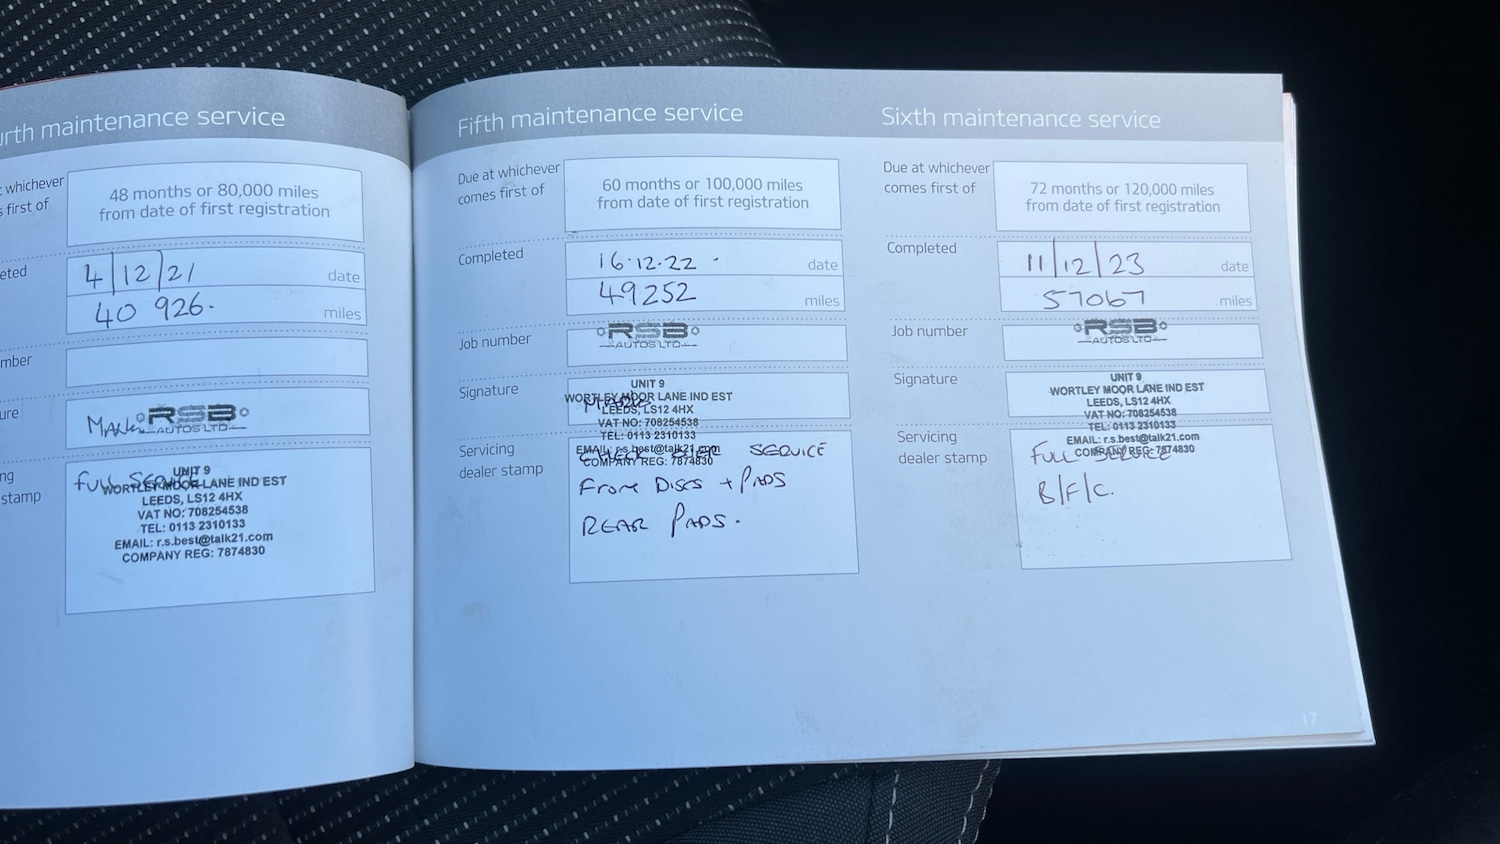 urth maintenance service
whichever
s first of
48 months or 80,000 miles
from date of first registration
eted
4/12/21
date
40 926.
miles
mber
ure
Mark
RSB
AUTOS LTD
ng
stamp
FULL SERVICE
UNIT 9
WORTLEY MOOR LANE IND EST
LEEDS, LS12 4HX
VAT NO: 708254538
TEL: 0113 2310133
EMAIL: r.s.best@talk21.com
COMPANY REG: 7874830
Fifth maintenance service
Due at whichever
comes first of
60 months or 100,000 miles
from date of first registration
Completed
16.12.22.
date
49252
miles
Job number
RSB
AUTOS LTD
Signature
Mark
UNIT 9
WORTLEY MOOR LANE IND EST
LEEDS, LS12 4HX
VAT NO: 708254538
TEL: 0113 2310133
EMAIL: r.s.best@talk21.com
COMPANY REG: 7874830
Servicing
dealer stamp
CHECK OVER SERVICE
Front DISCS + PADS
REAR PADS.
Sixth maintenance service
Due at whichever
comes first of
72 months or 120,000 miles
from date of first registration
Completed
11/12/23
date
57067
miles
Job number
RSB
AUTOS LTD
Signature
UNIT 9
WORTLEY MOOR LANE IND EST
LEEDS, LS12 4HX
VAT NO: 708254538
TEL: 0113 2310133
EMAIL: r.s.best@talk21.com
COMPANY REG: 7874830
Servicing
dealer stamp
FULL SERVICE
B/F/C.
17